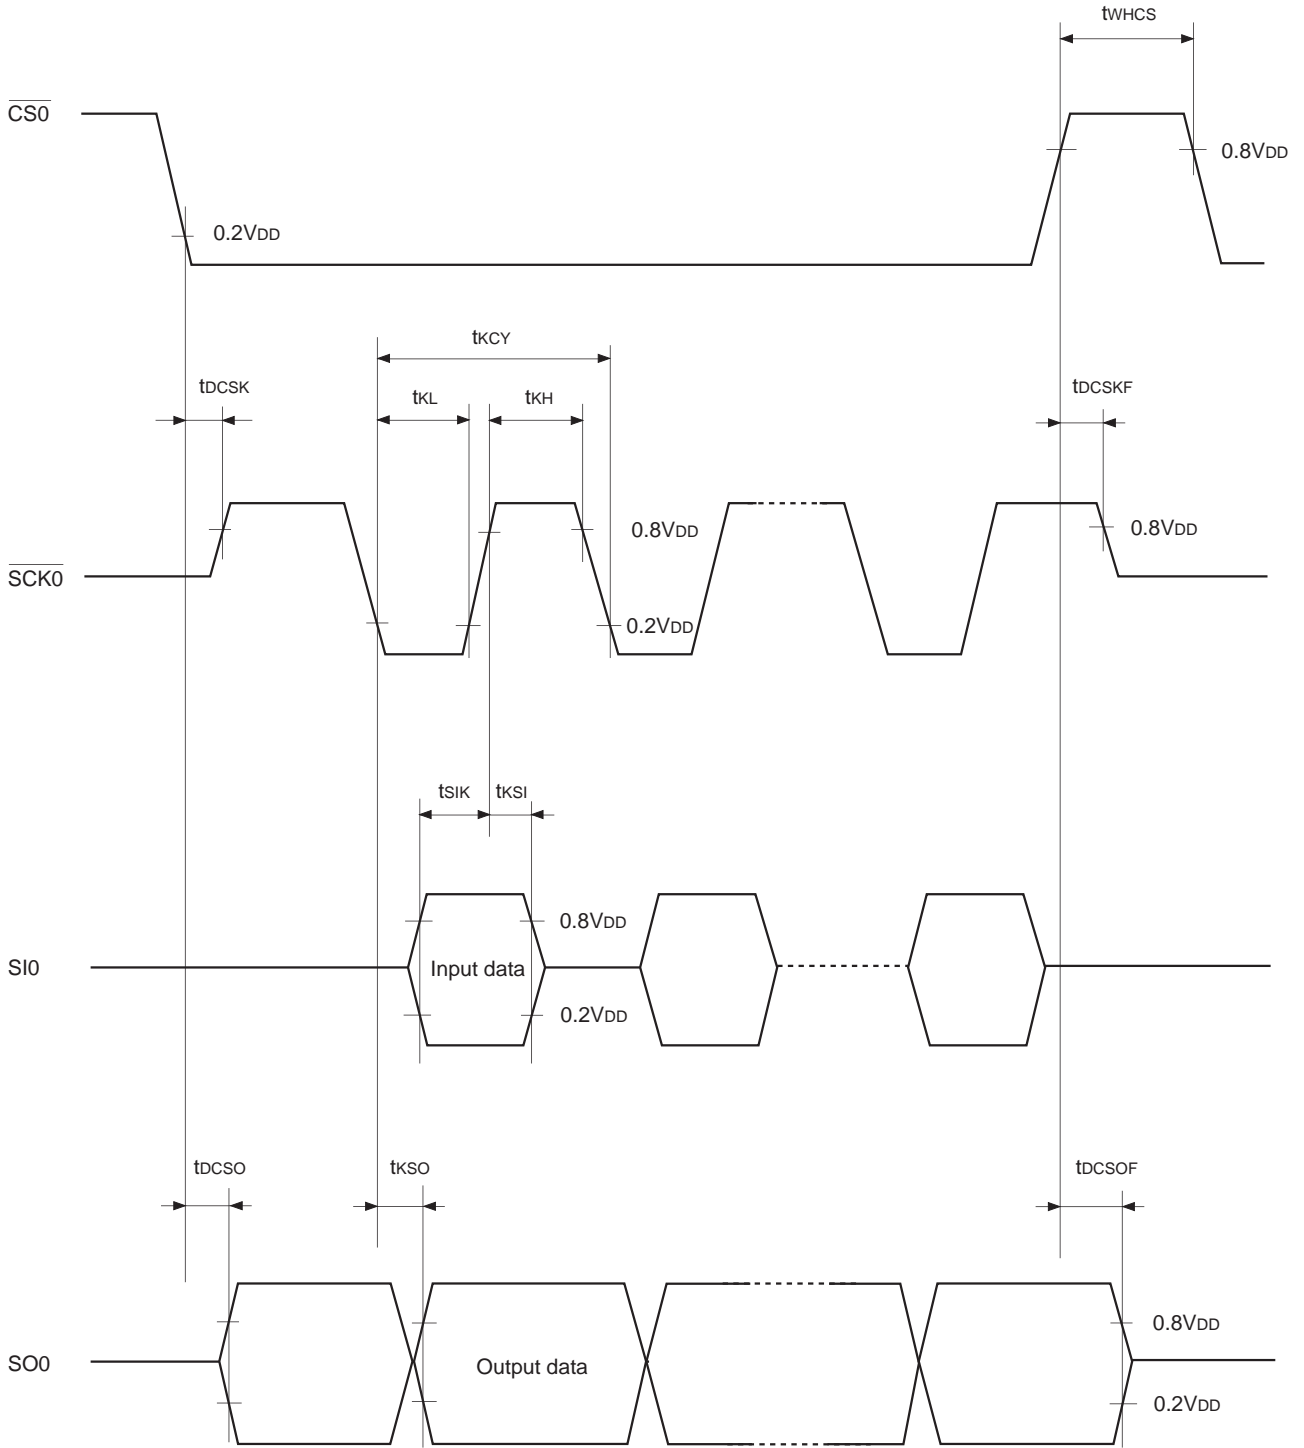 tWHCS
CS0
0.8VDD
0.2VDD
tKCY
tDCSK
tKL
tKH
tDCSKF
0.8VDD
0.8VDD
SCK0
0.2VDD
tSIK
tKSI
0.8VDD
SI0
Input data
0.2VDD
tDCSO
tKSO
tDCSOF
0.8VDD
SO0
Output data
0.2VDD